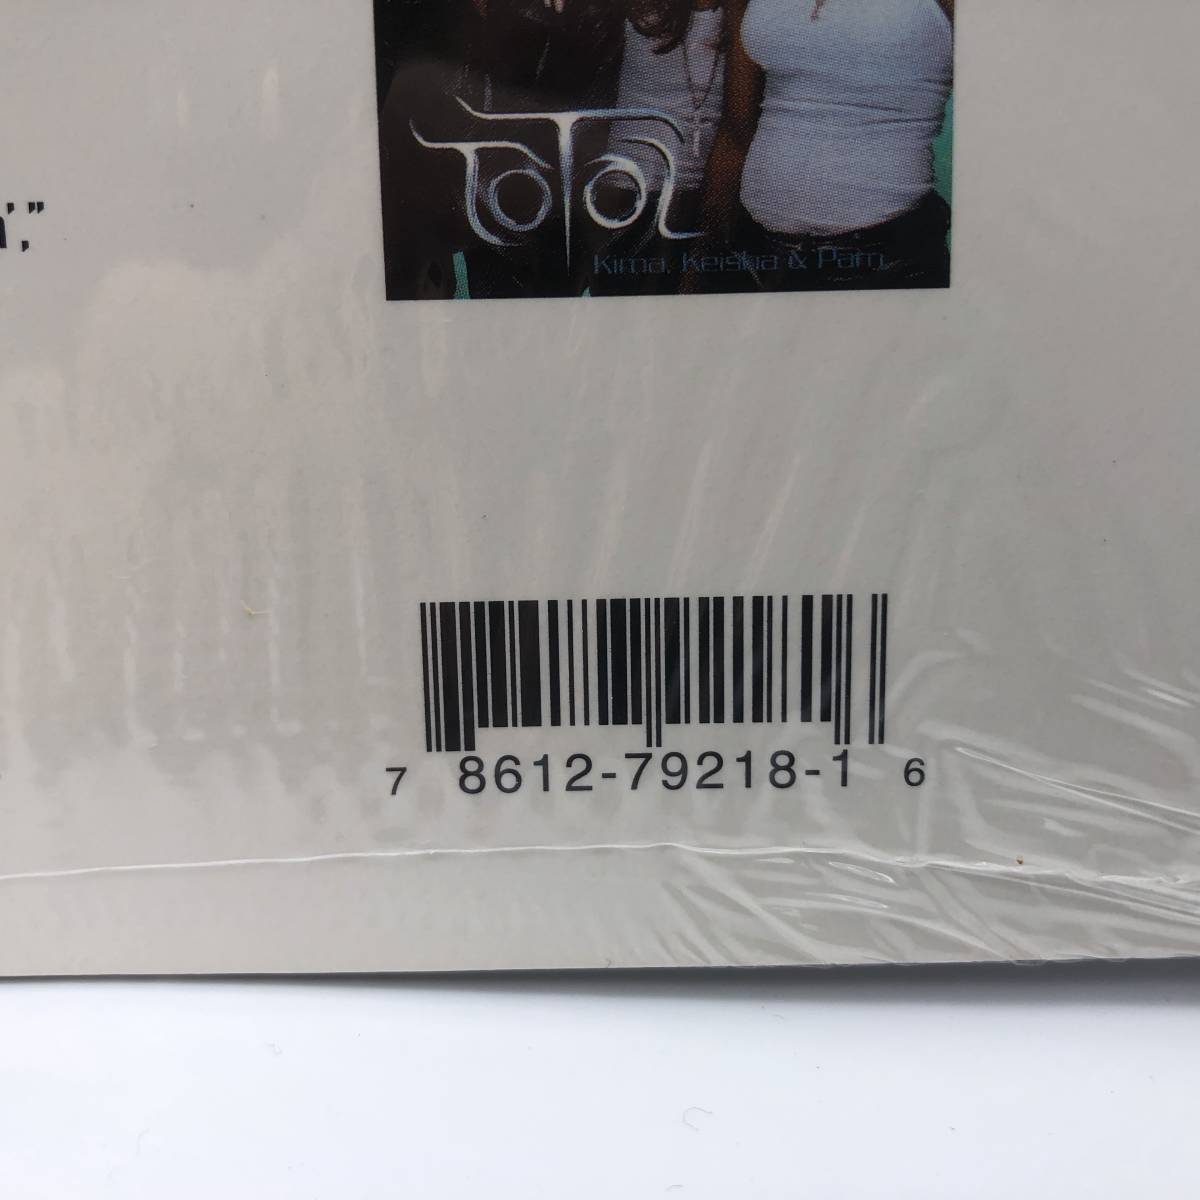 ToTal
Kima, Keisha & Pam
',"
7 8612-79218-1 6